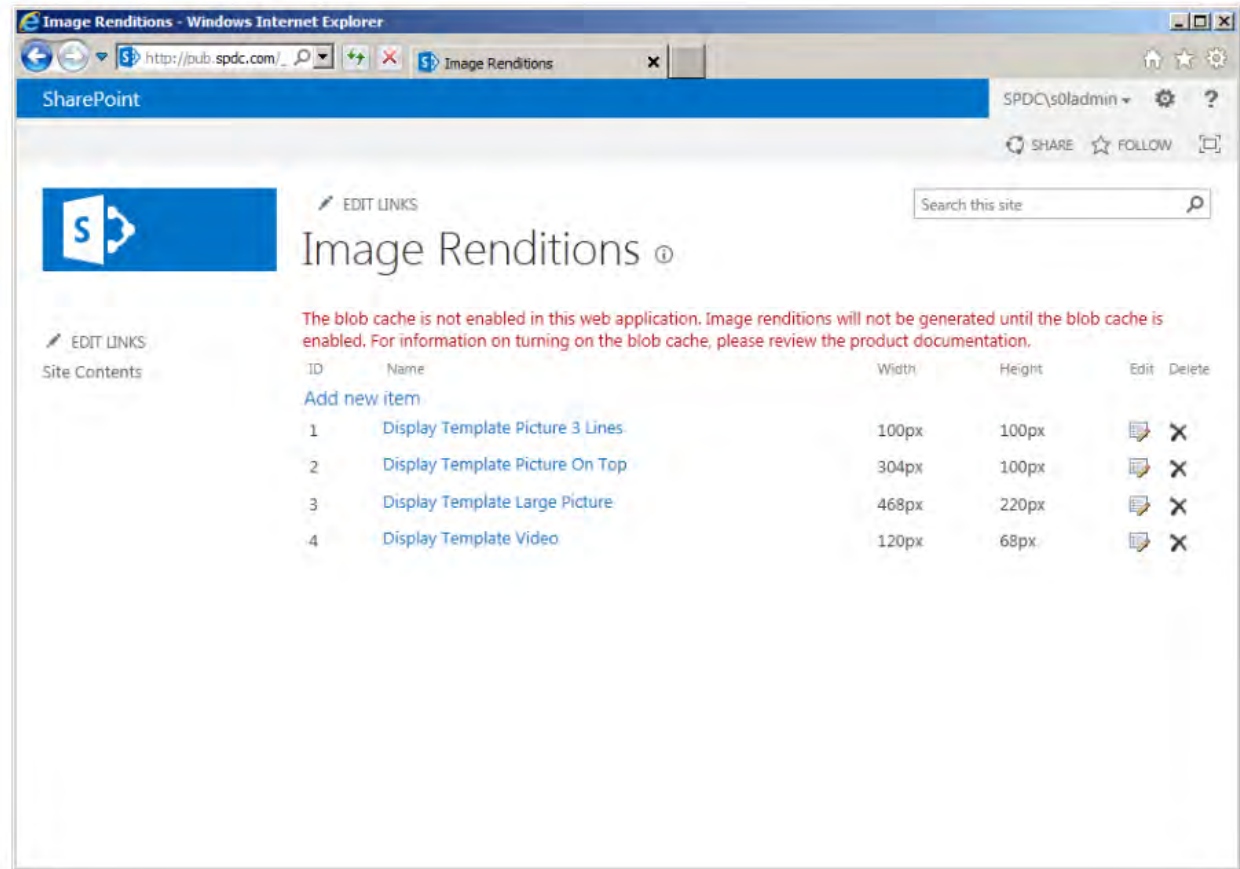 Image Renditions - Windows Internet Explorer
http://pub.spdc.com/_
Image Renditions
SharePoint
SPDC\s0ladmin
?
SHARE
FOLLOW
S
EDIT LINKS
Search this site
Image Renditions
The blob cache is not enabled in this web application. Image renditions will not be generated until the blob cache is
enabled. For information on turning on the blob cache, please review the product documentation.
EDIT LINKS
Site Contents
ID Name Width Height Edit Delete
Add new item
1 Display Template Picture 3 Lines 100px 100px
2 Display Template Picture On Top 304px 100px
3 Display Template Large Picture 468px 220px
4 Display Template Video 120px 68px